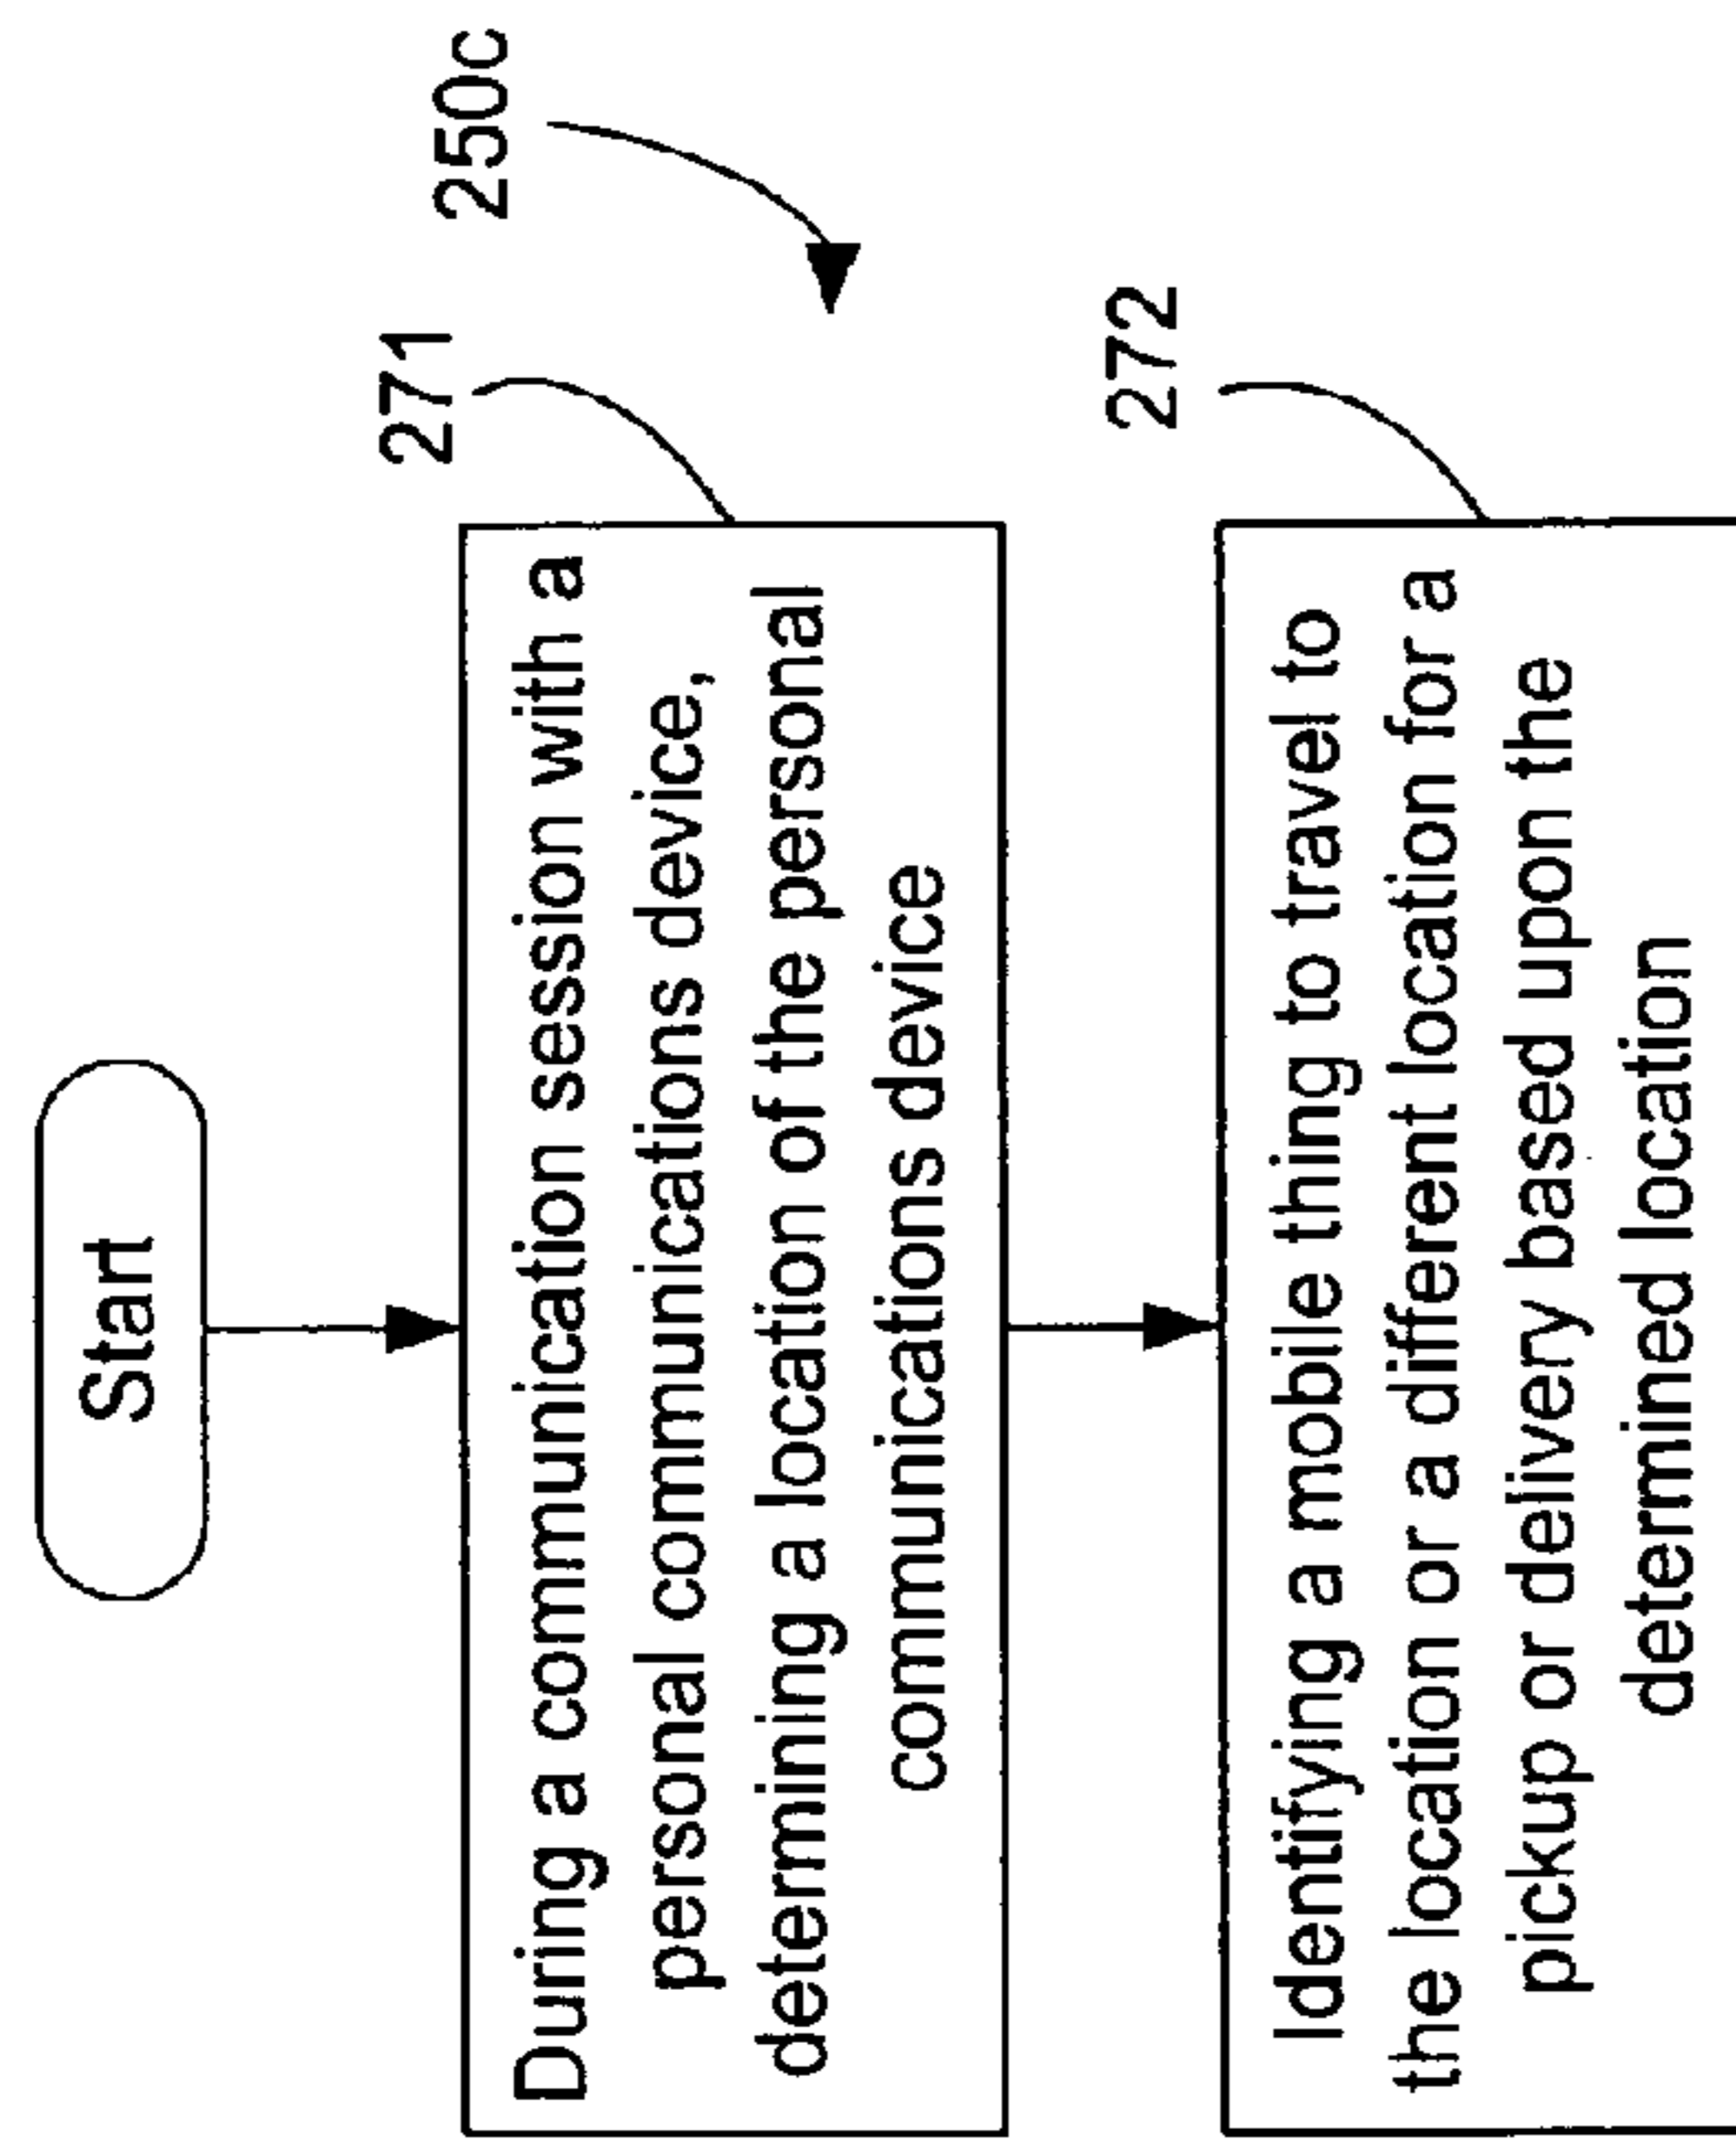 Start
250c
271
During a communication session with a
personal communications device,
determining a location of the personal
communications device
272
Identifying a mobile thing to travel to
the location or a different location for a
pickup or delivery based upon the
determined location